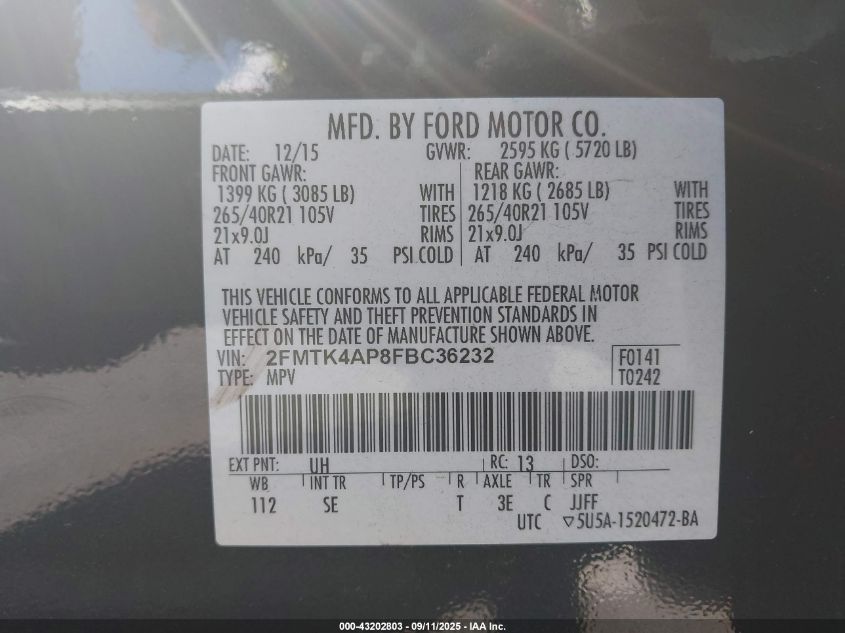 MFD. BY FORD MOTOR CO.
DATE: 12/15 GVWR: 2595 KG ( 5720 LB)
FRONT GAWR: REAR GAWR:
1399 KG ( 3085 LB) WITH 1218 KG ( 2685 LB) WITH
265/40R21 105V TIRES 265/40R21 105V TIRES
21x9.0J RIMS 21x9.0J RIMS
AT 240 kPa/ 35 PSI COLD AT 240 kPa/ 35 PSI COLD
THIS VEHICLE CONFORMS TO ALL APPLICABLE FEDERAL MOTOR
VEHICLE SAFETY AND THEFT PREVENTION STANDARDS IN
EFFECT ON THE DATE OF MANUFACTURE SHOWN ABOVE.
VIN: 2FMTK4AP8FBC36232 F0141
TYPE: MPV T0242
EXT PNT: UH RC: 13 DSO:
WB INT TR TP/PS R AXLE TR SPR
112 SE T 3E C JJFF
UTC ▽5U5A-1520472-BA
000-43202803 - 09/11/2025 - IAA Inc.